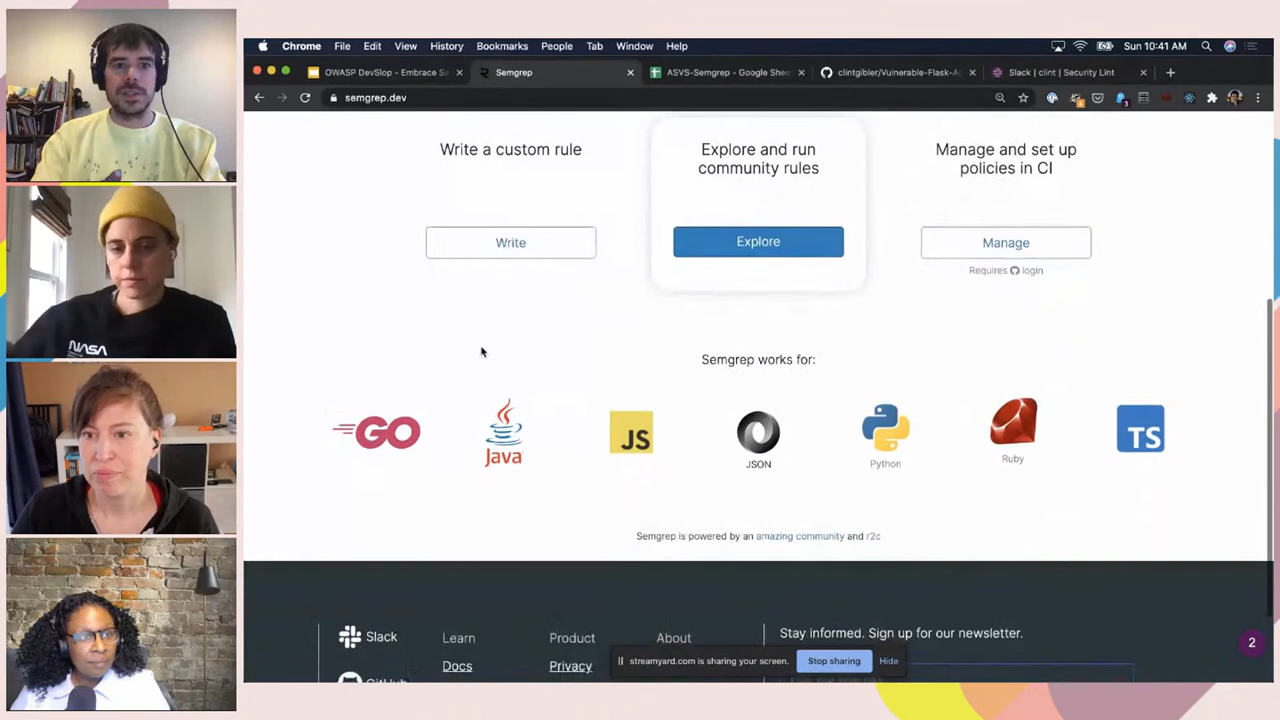 Chrome File Edit View History Bookmarks People Tab Window Help
Sun 10:41 AM
OWASP DevSlop - Embrace Se
Semgrep
ASVS-Semgrep - Google Shee
clintgibler/Vulnerable-Flask-A
Slack | clint | Security Lint
semgrep.dev
Write a custom rule
Explore and run
community rules
Manage and set up
policies in CI
Write
Explore
Manage
Requires login
Semgrep works for:
GO
Java
JS
JSON
Python
Ruby
TS
Semgrep is powered by an amazing community and r2c
Slack
Learn
Product
About
Stay informed. Sign up for our newsletter.
GitHub
Docs
Privacy
streamyard.com is sharing your screen.
Stop sharing
Hide
2
NASA